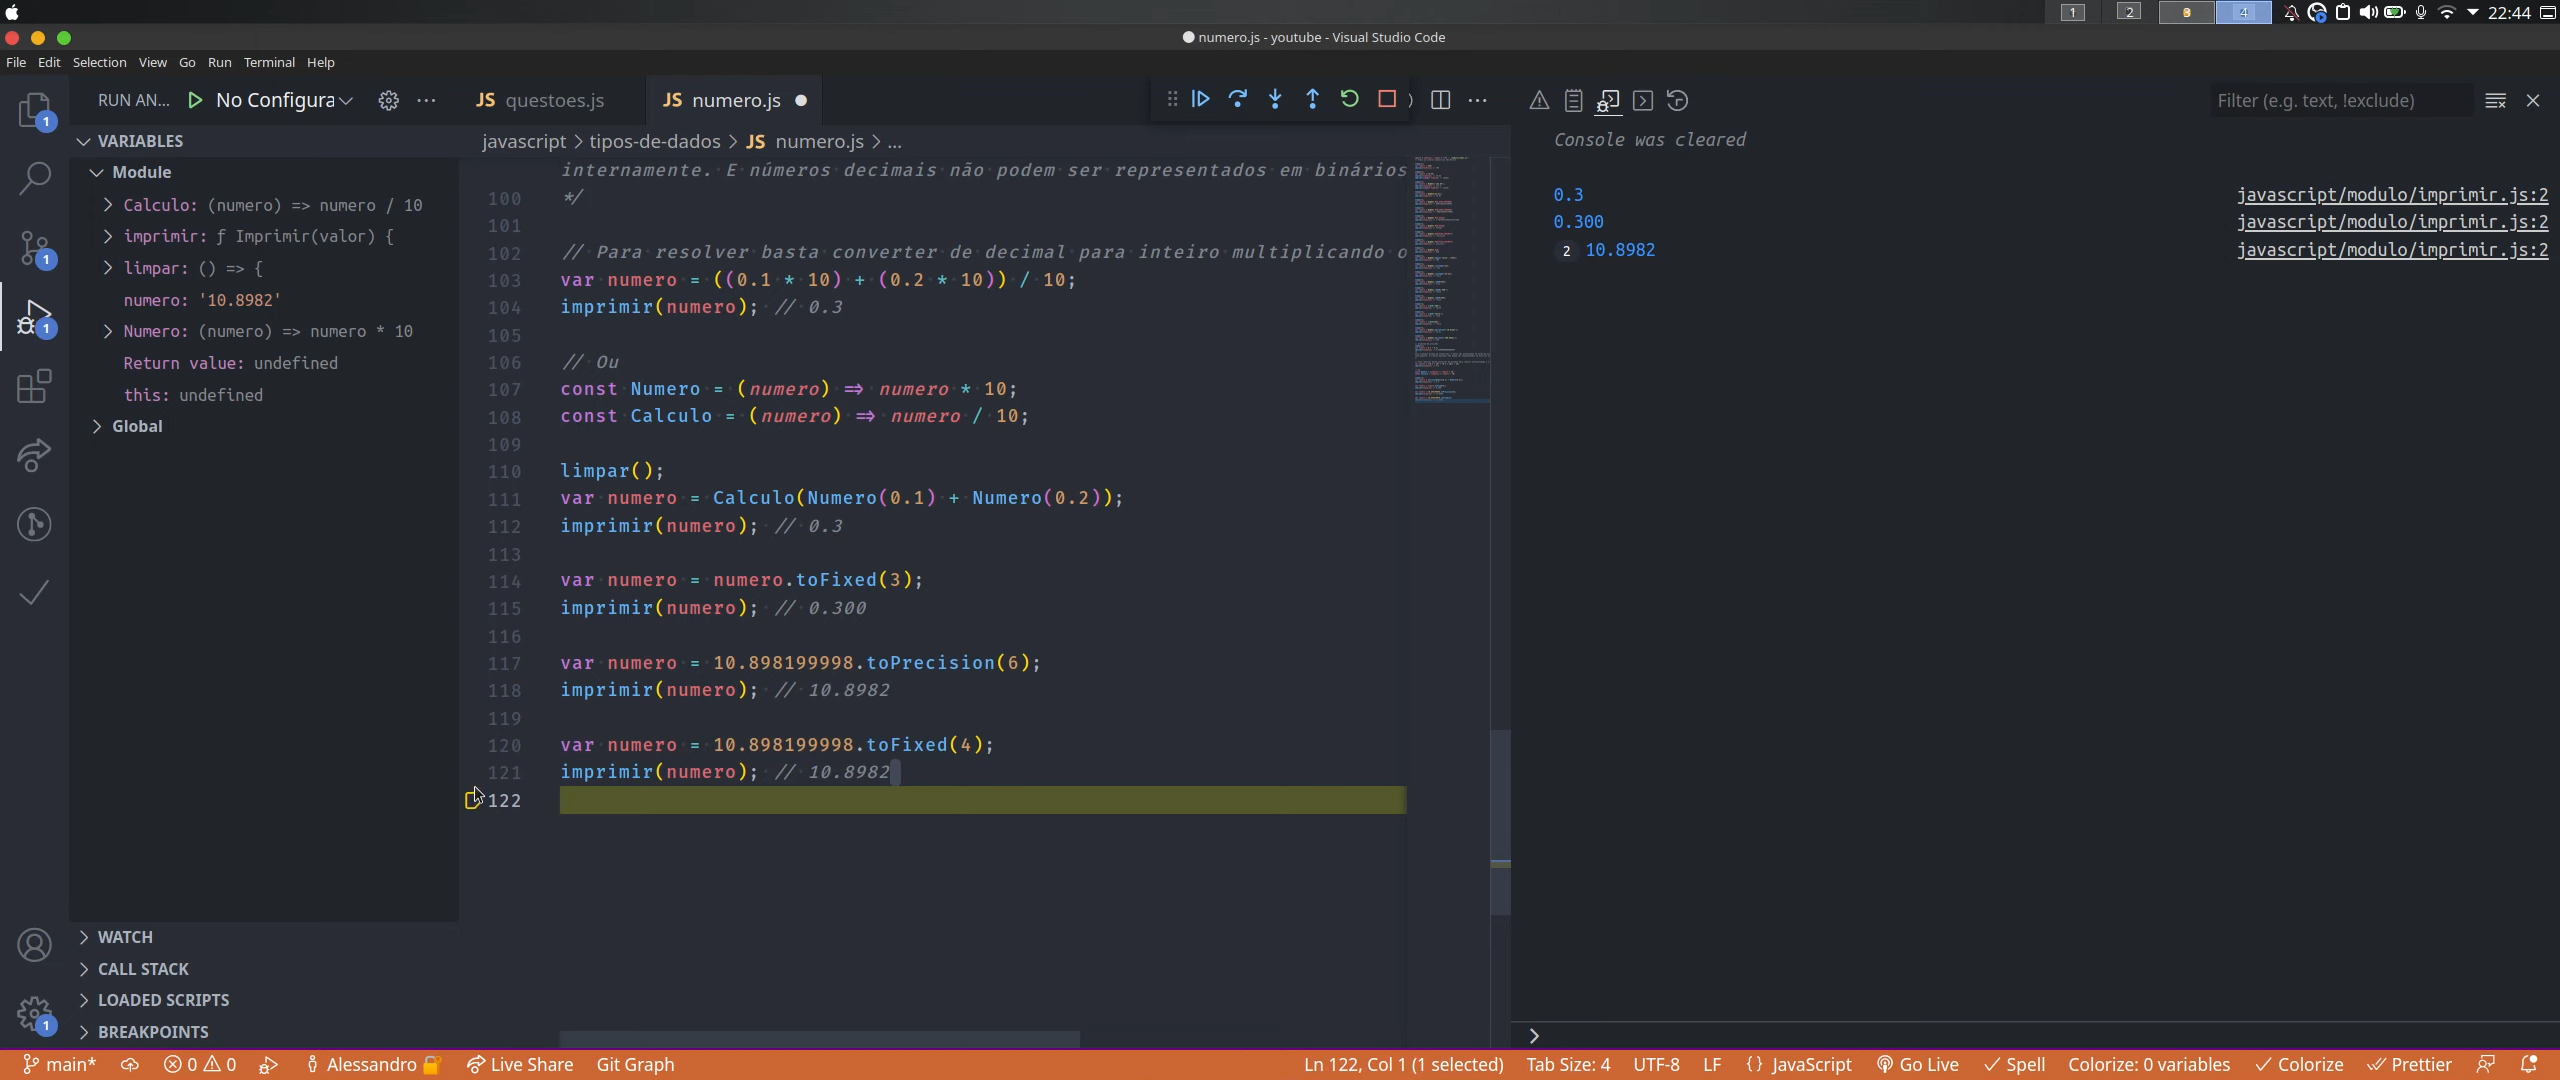 1 2 3 4 22:44
numero.js - youtube - Visual Studio Code
File Edit Selection View Go Run Terminal Help
RUN AN... No Configura
JS questoes.js
JS numero.js
Filter (e.g. text, !exclude)
VARIABLES
javascript > tipos-de-dados > JS numero.js > ...
Console was cleared
Module
Calculo: (numero) => numero / 10
imprimir: ƒ Imprimir(valor) {
limpar: () => {
numero: '10.8982'
Numero: (numero) => numero * 10
Return value: undefined
this: undefined
Global
WATCH
CALL STACK
LOADED SCRIPTS
BREAKPOINTS
1
1
1
1
internamente. E números decimais não podem ser representados em binários
100 */
101
102 // Para resolver basta converter de decimal para inteiro multiplicando o
103 var numero = ((0.1 * 10) + (0.2 * 10)) / 10;
104 imprimir(numero); // 0.3
105
106 // Ou
107 const Numero = (numero) => numero * 10;
108 const Calculo = (numero) => numero / 10;
109
110 limpar();
111 var numero = Calculo(Numero(0.1) + Numero(0.2));
112 imprimir(numero); // 0.3
113
114 var numero = numero.toFixed(3);
115 imprimir(numero); // 0.300
116
117 var numero = 10.898199998.toPrecision(6);
118 imprimir(numero); // 10.8982
119
120 var numero = 10.898199998.toFixed(4);
121 imprimir(numero); // 10.8982
122
0.3 javascript/modulo/imprimir.js:2
0.300 javascript/modulo/imprimir.js:2
2 10.8982 javascript/modulo/imprimir.js:2
main* 0 0 Alessandro Live Share Git Graph Ln 122, Col 1 (1 selected) Tab Size: 4 UTF-8 LF {} JavaScript Go Live Spell Colorize: 0 variables Colorize Prettier